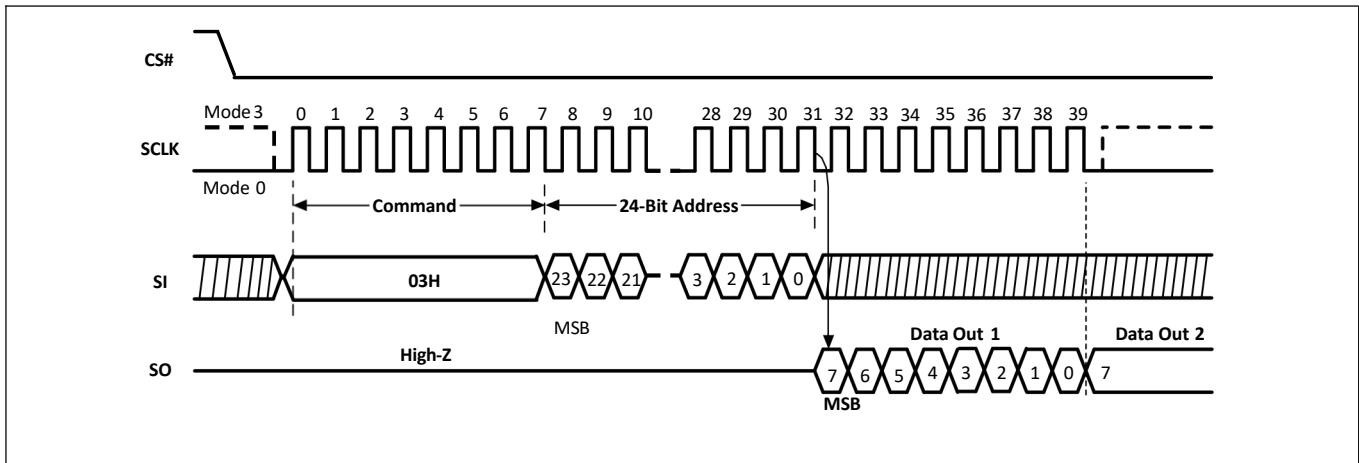 CS#
Mode 3
0 1 2 3 4 5 6 7 8 9 10 28 29 30 31 32 33 34 35 36 37 38 39
SCLK
Mode 0
Command
24-Bit Address
SI
03H
23 22 21 3 2 1 0
MSB
High-Z
Data Out 1
Data Out 2
SO
7 6 5 4 3 2 1 0 7
MSB